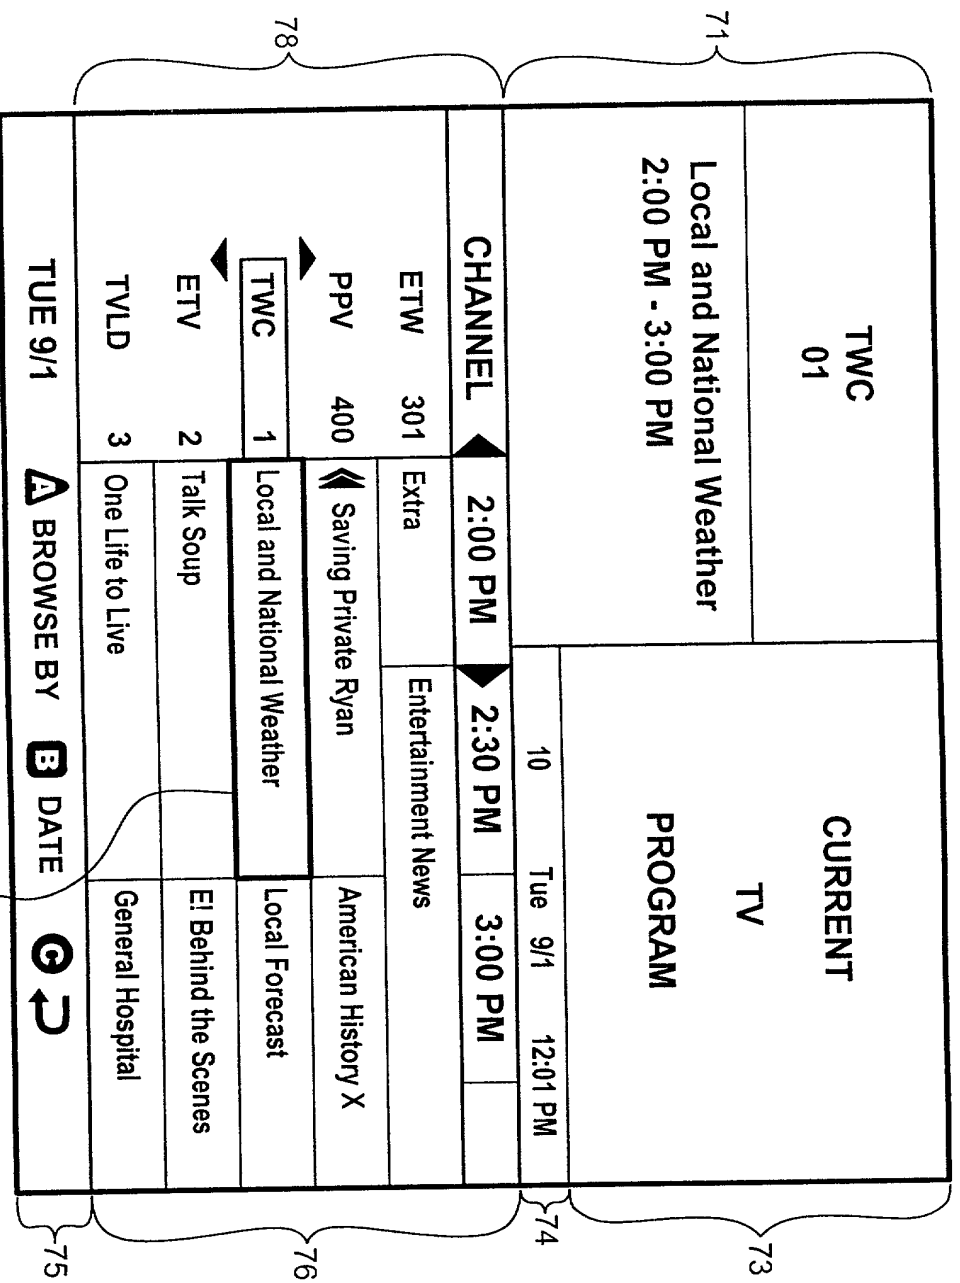 71
73
TWC
01
CURRENT
TV
PROGRAM
Local and National Weather
2:00 PM - 3:00 PM
10 Tue 9/1 12:01 PM
74
CHANNEL 2:00 PM 2:30 PM 3:00 PM
78
76
ETW 301 Extra Entertainment News
PPV 400 Saving Private Ryan American History X
TWC 1 Local and National Weather Local Forecast
ETV 2 Talk Soup E! Behind the Scenes
TVLD 3 One Life to Live General Hospital
TUE 9/1 A BROWSE BY B DATE C
75